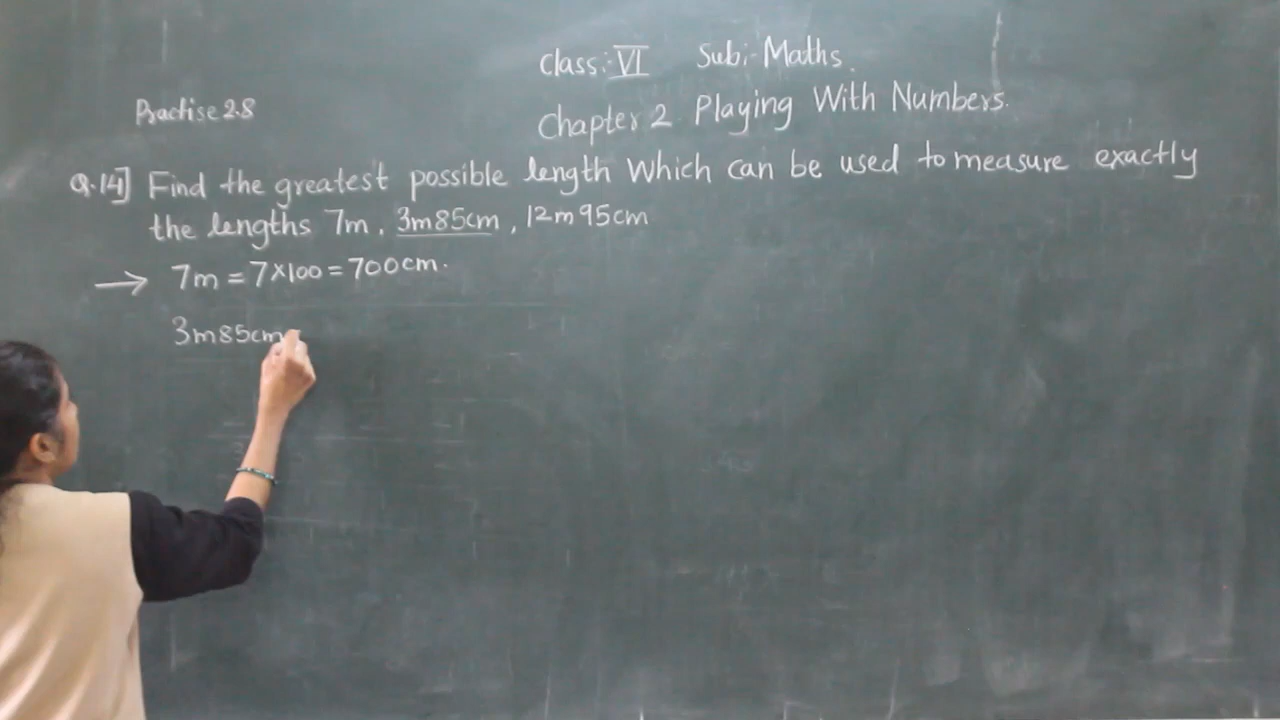 Class:- VI Sub:- Maths.
Practise 2.8
Chapter 2 Playing With Numbers.
Q.14] Find the greatest possible length Which can be used to measure exactly
the lengths 7m, 3m85cm, 12m95cm
→ 7m = 7×100 = 700cm.
3m85cm